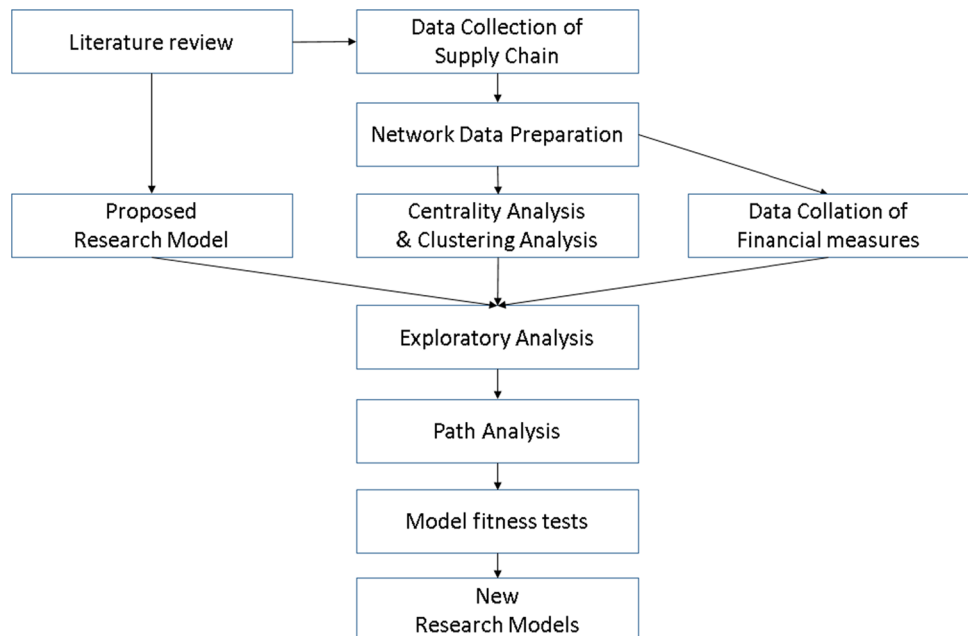 Literature review
Data Collection of
Supply Chain
Network Data Preparation
Proposed
Research Model
Centrality Analysis
& Clustering Analysis
Data Collation of
Financial measures
Exploratory Analysis
Path Analysis
Model fitness tests
New
Research Models